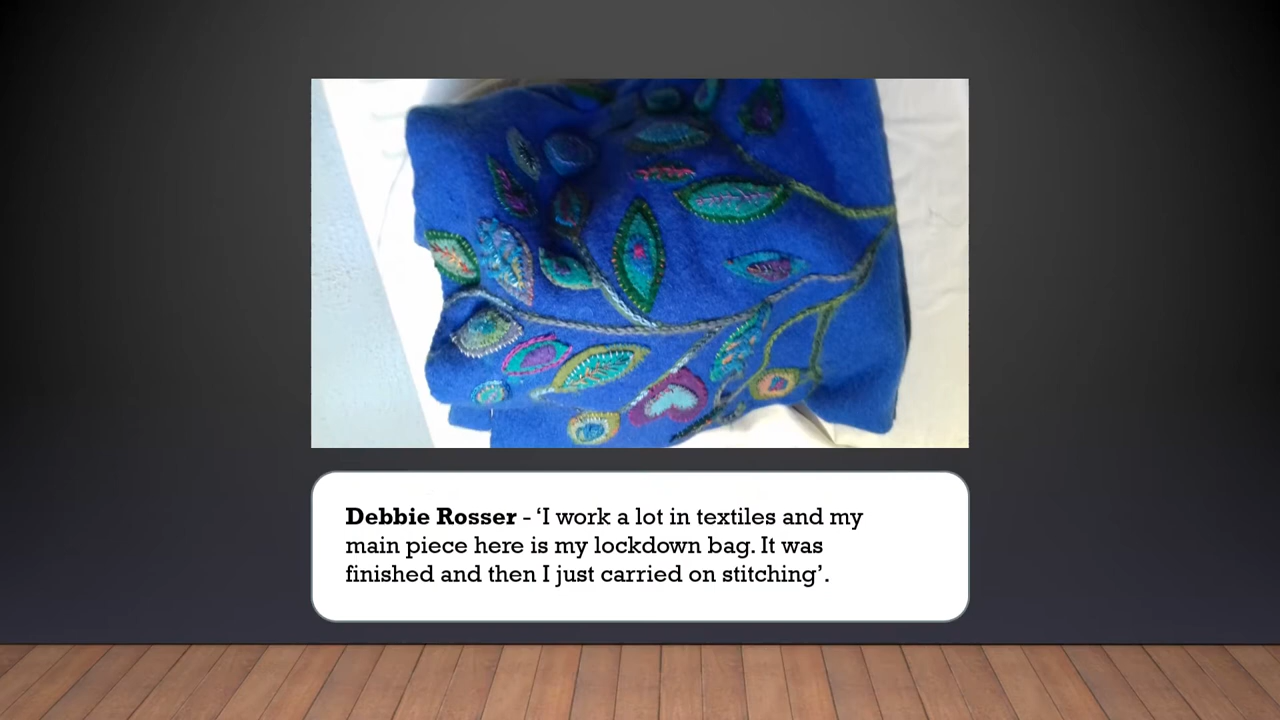 Debbie Rosser - ‘I work a lot in textiles and my
main piece here is my lockdown bag. It was
finished and then I just carried on stitching’.